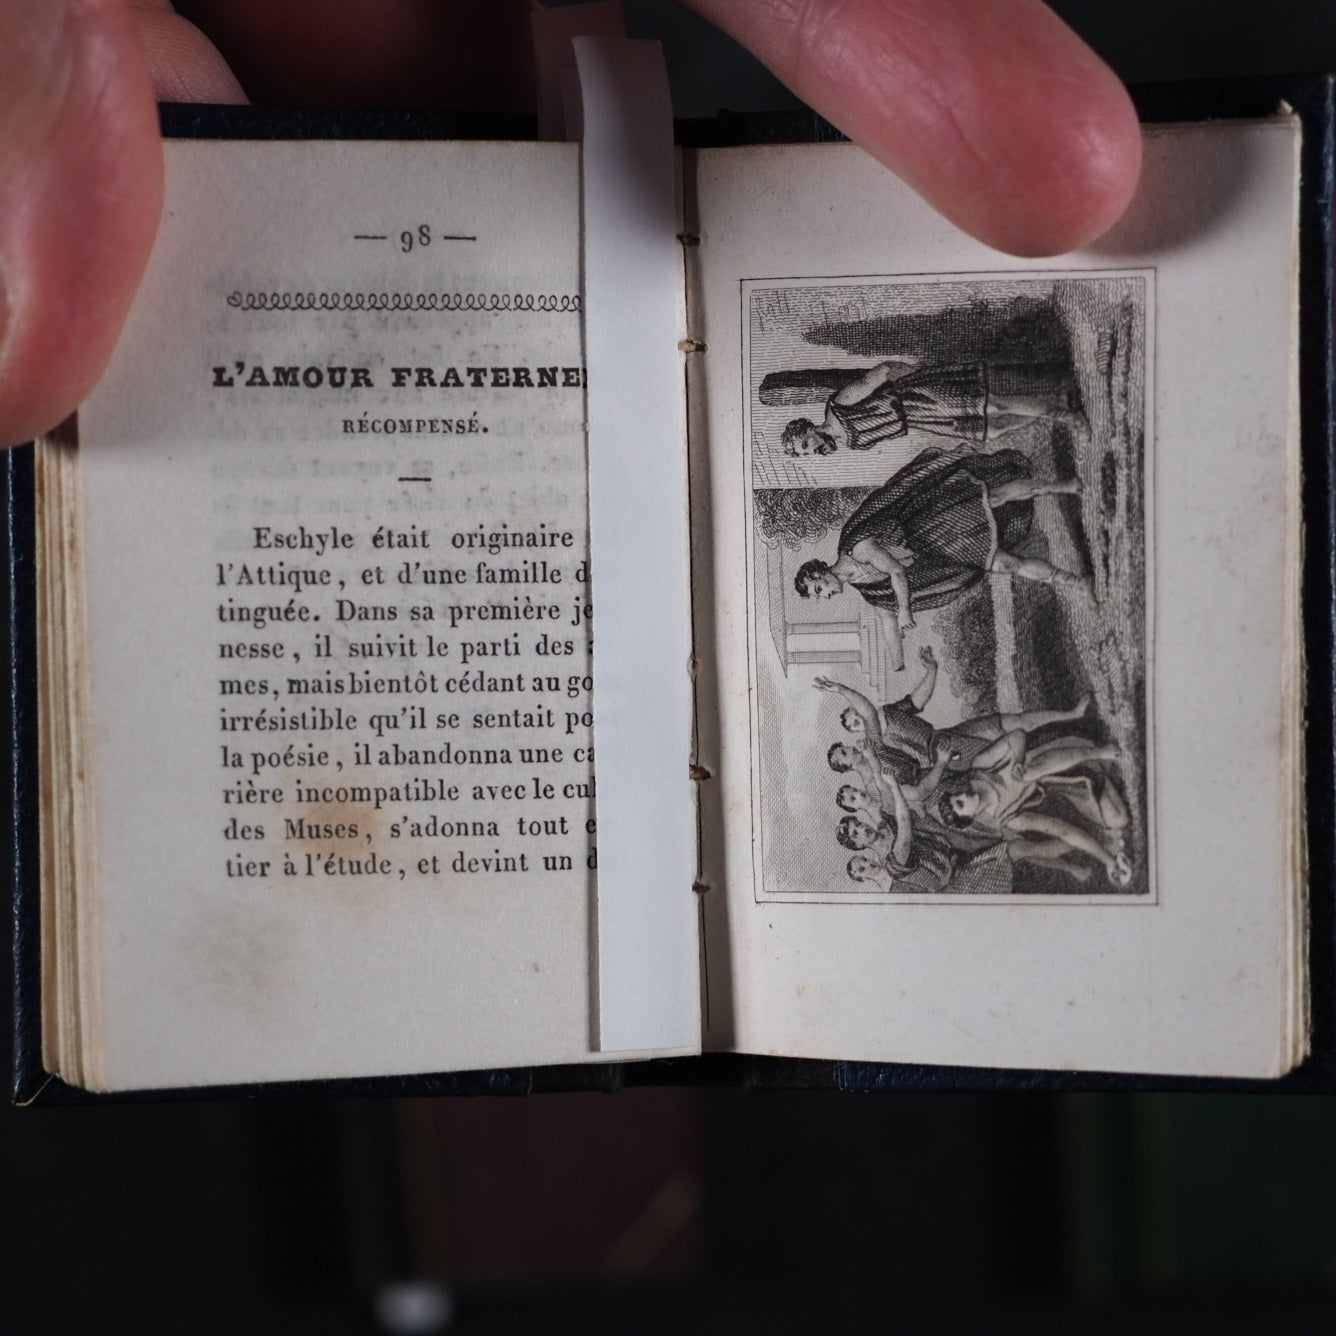 — 98 —
L'AMOUR FRATERNE
RÉCOMPENSÉ.
Eschyle était originaire
l'Attique, et d'une famille d
tinguée. Dans sa première je
nesse, il suivit le parti des
mes, mais bientôt cédant au go
irrésistible qu'il se sentait po
la poésie, il abandonna une ca
rière incompatible avec le cul
des Muses, s'adonna tout e
tier à l'étude, et devint un d